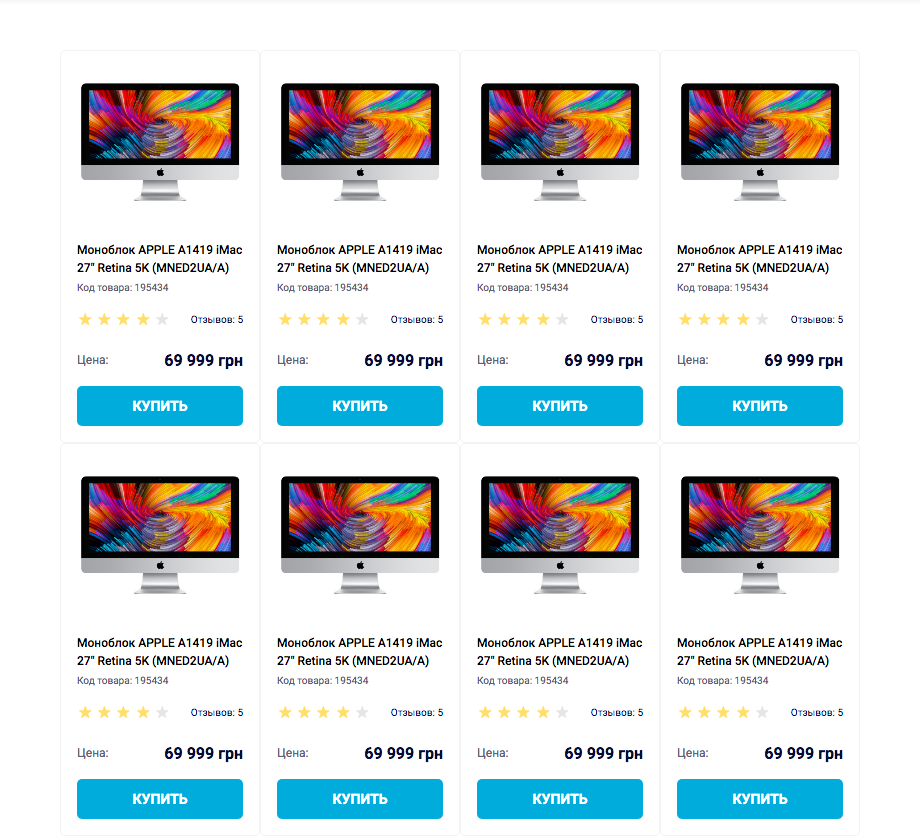 Моноблок APPLE A1419 iMac
27" Retina 5K (MNED2UA/A)
Код товара: 195434
Отзывов: 5
Цена: 69 999 грн
КУПИТЬ
Моноблок APPLE A1419 iMac
27" Retina 5K (MNED2UA/A)
Код товара: 195434
Отзывов: 5
Цена: 69 999 грн
КУПИТЬ
Моноблок APPLE A1419 iMac
27" Retina 5K (MNED2UA/A)
Код товара: 195434
Отзывов: 5
Цена: 69 999 грн
КУПИТЬ
Моноблок APPLE A1419 iMac
27" Retina 5K (MNED2UA/A)
Код товара: 195434
Отзывов: 5
Цена: 69 999 грн
КУПИТЬ
Моноблок APPLE A1419 iMac
27" Retina 5K (MNED2UA/A)
Код товара: 195434
Отзывов: 5
Цена: 69 999 грн
КУПИТЬ
Моноблок APPLE A1419 iMac
27" Retina 5K (MNED2UA/A)
Код товара: 195434
Отзывов: 5
Цена: 69 999 грн
КУПИТЬ
Моноблок APPLE A1419 iMac
27" Retina 5K (MNED2UA/A)
Код товара: 195434
Отзывов: 5
Цена: 69 999 грн
КУПИТЬ
Моноблок APPLE A1419 iMac
27" Retina 5K (MNED2UA/A)
Код товара: 195434
Отзывов: 5
Цена: 69 999 грн
КУПИТЬ